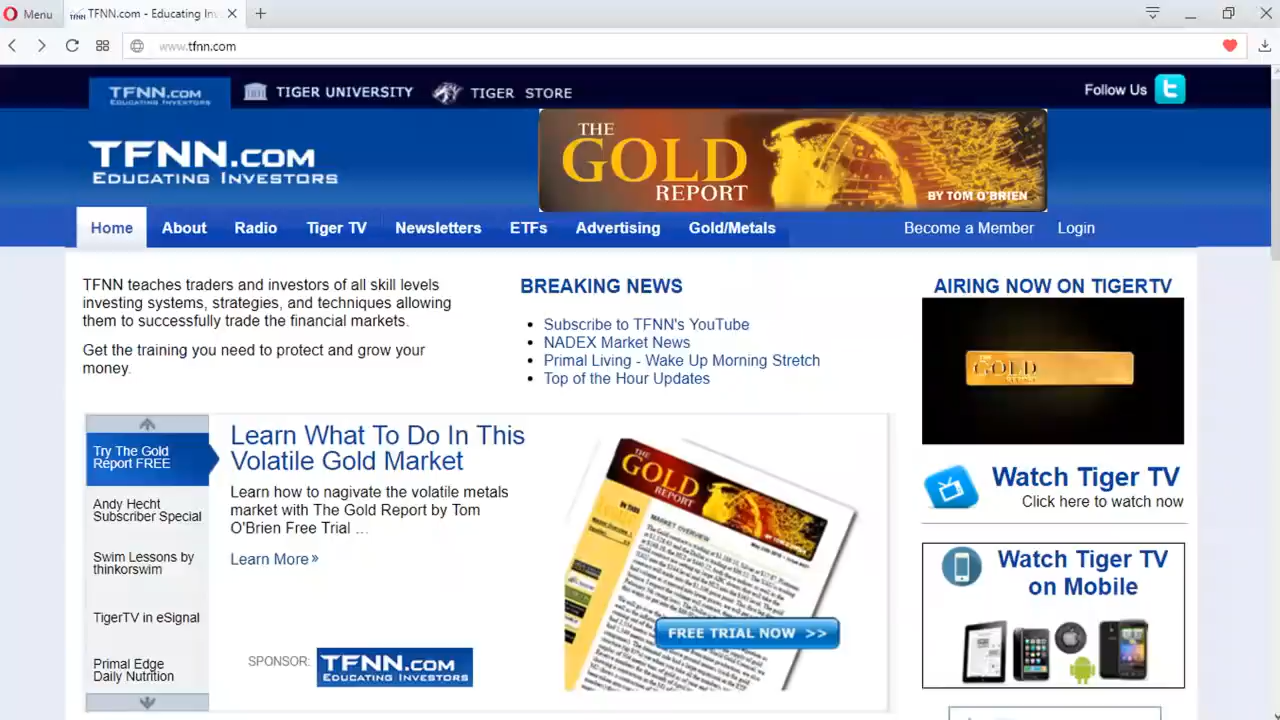 Menu
TFNN.com - Educating In
www.tfnn.com
TFNN.COM
EDUCATING INVESTORS
TIGER UNIVERSITY
TIGER STORE
Follow Us
TFNN.COM
EDUCATING INVESTORS
THE
GOLD
REPORT
BY TOM O'BRIEN
Home
About
Radio
Tiger TV
Newsletters
ETFs
Advertising
Gold/Metals
Become a Member
Login
TFNN teaches traders and investors of all skill levels
investing systems, strategies, and techniques allowing
them to successfully trade the financial markets.
Get the training you need to protect and grow your
money.
BREAKING NEWS
Subscribe to TFNN's YouTube
NADEX Market News
Primal Living - Wake Up Morning Stretch
Top of the Hour Updates
AIRING NOW ON TIGERTV
THE
GOLD
REPORT
Watch Tiger TV
Click here to watch now
Watch Tiger TV
on Mobile
Try The Gold
Report FREE
Andy Hecht
Subscriber Special
Swim Lessons by
thinkorswim
TigerTV in eSignal
Primal Edge
Daily Nutrition
Learn What To Do In This
Volatile Gold Market
Learn how to nagivate the volatile metals
market with The Gold Report by Tom
O'Brien Free Trial ...
Learn More »
SPONSOR:
TFNN.COM
EDUCATING INVESTORS
THE
GOLD
REPORT
BY TOM O'BRIEN
MARKET OVERVIEW
FREE TRIAL NOW >>